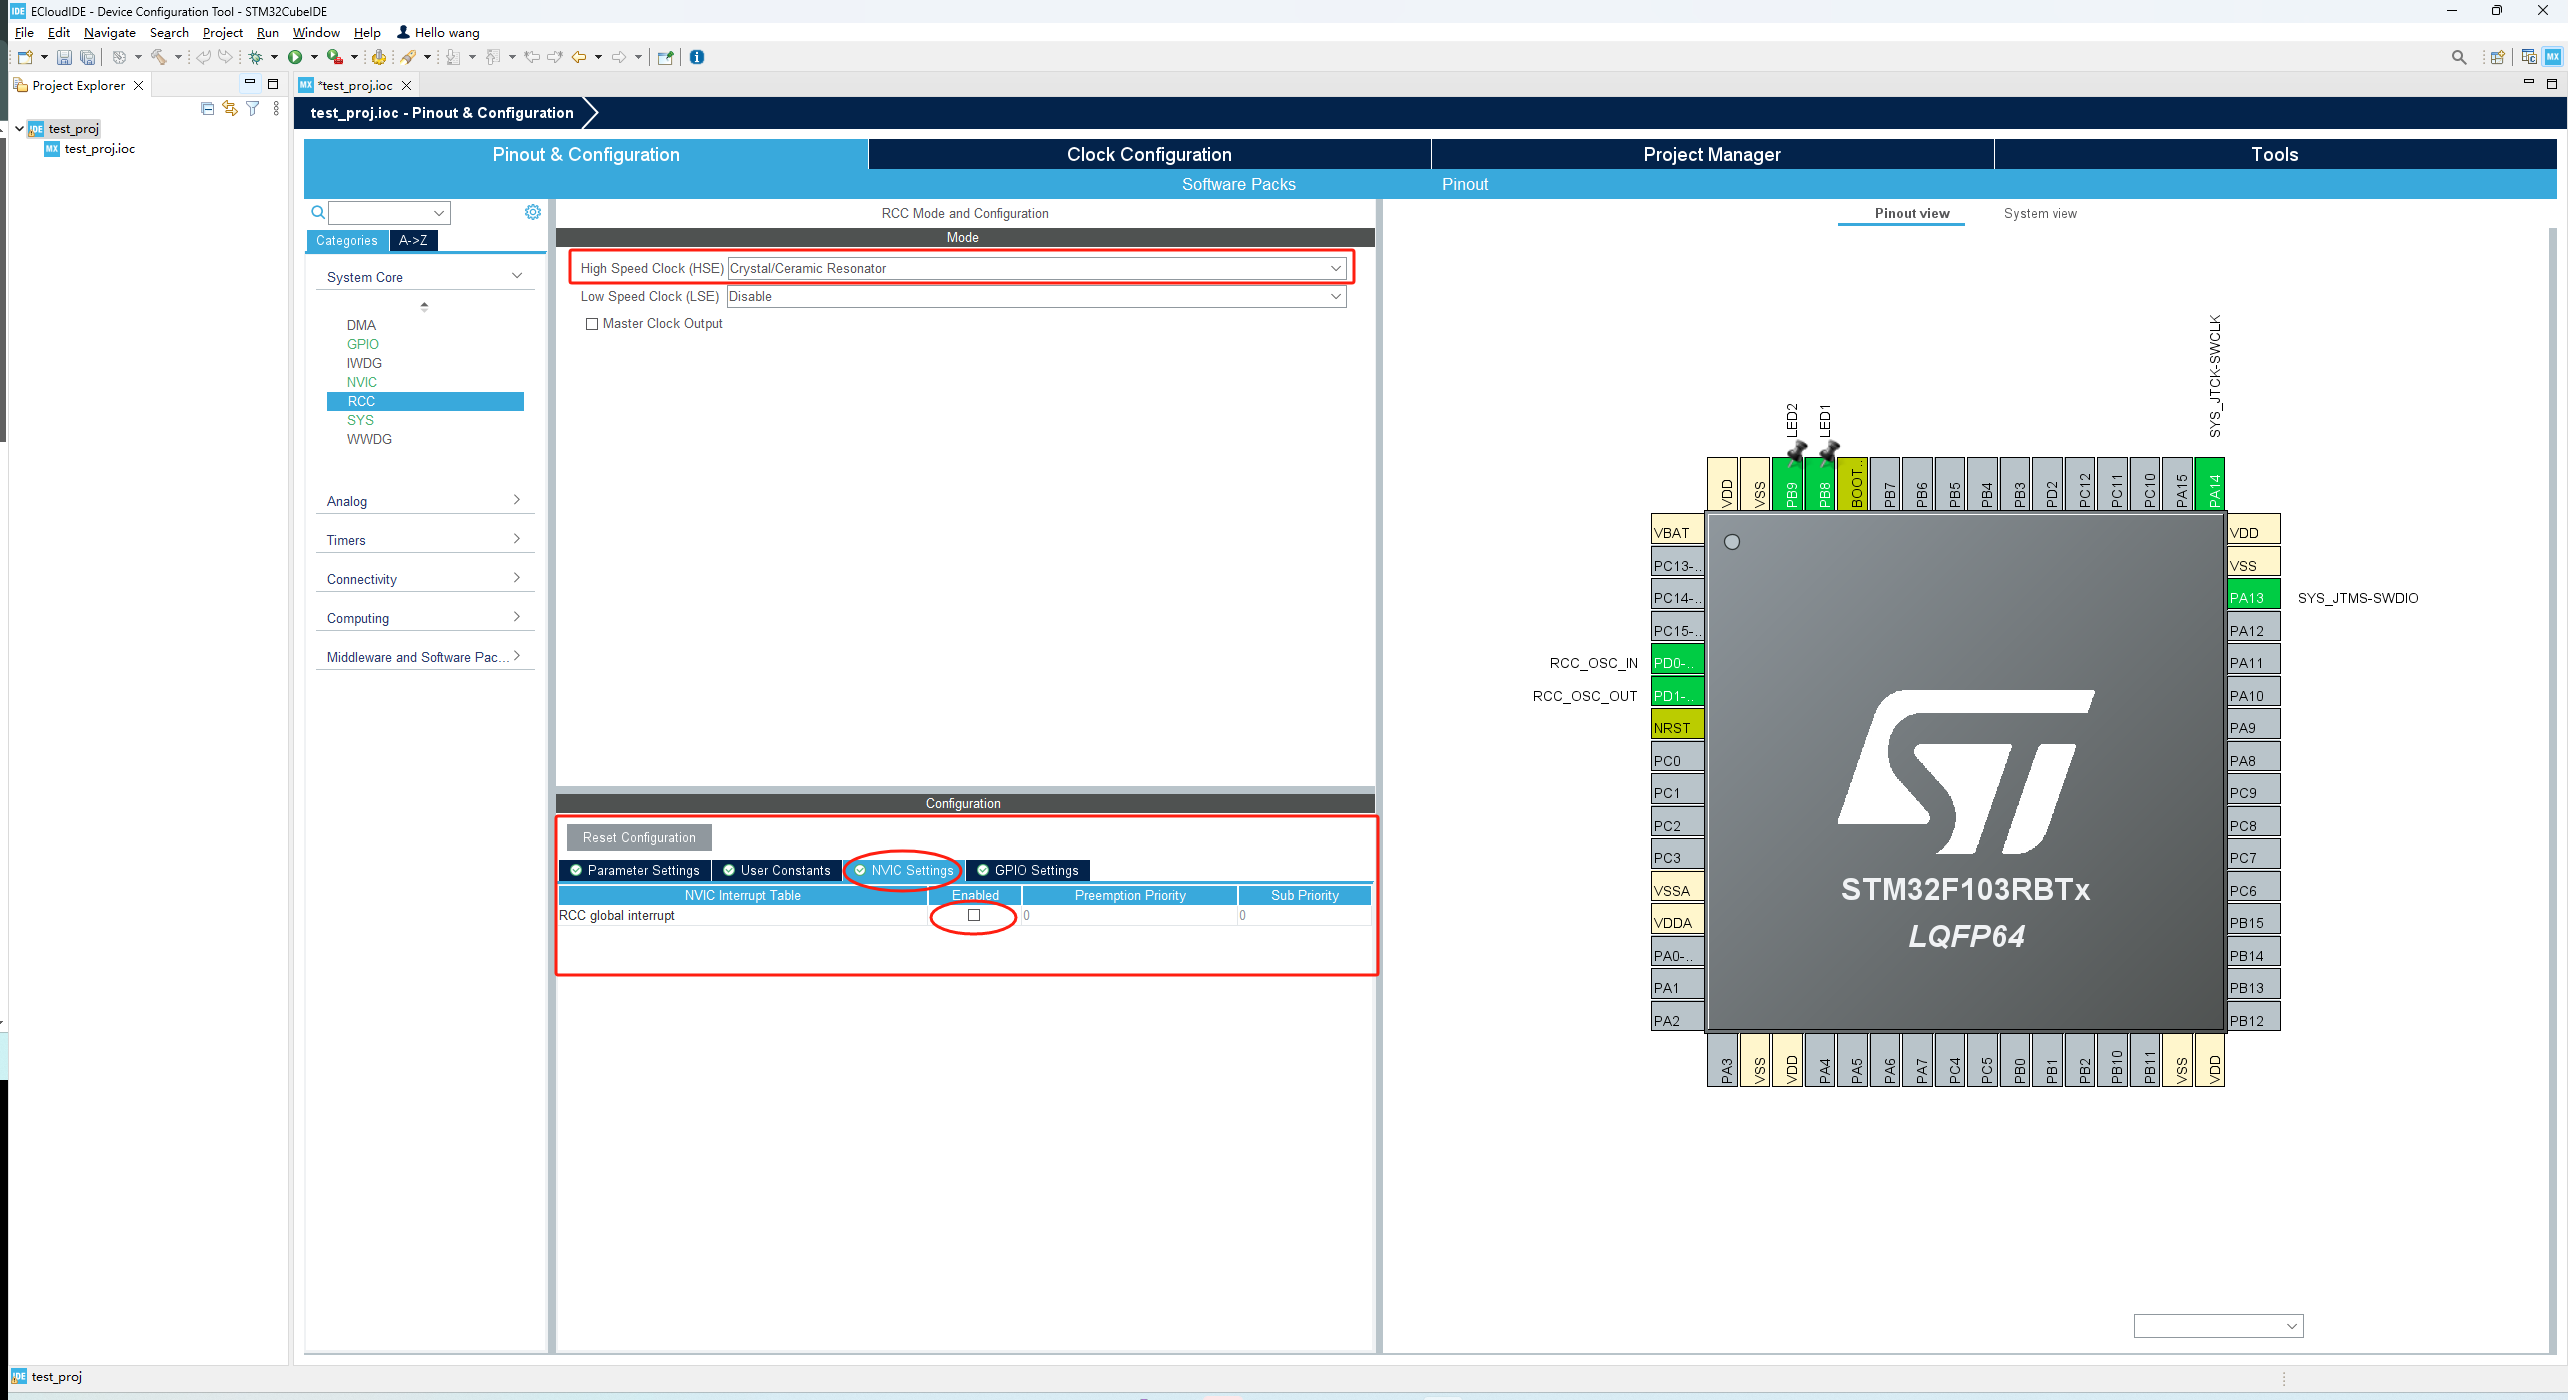 ECloudIDE - Device Configuration Tool - STM32CubeIDE
File Edit Navigate Search Project Run Window Help Hello wang
Project Explorer
test_proj
test_proj.ioc
*test_proj.ioc
test_proj.ioc - Pinout & Configuration
Pinout & Configuration
Clock Configuration
Project Manager
Tools
Software Packs
Pinout
Categories
A->Z
System Core
DMA
GPIO
IWDG
NVIC
RCC
SYS
WWDG
Analog
Timers
Connectivity
Computing
Middleware and Software Pac...
RCC Mode and Configuration
Mode
High Speed Clock (HSE) Crystal/Ceramic Resonator
Low Speed Clock (LSE) Disable
Master Clock Output
Configuration
Reset Configuration
Parameter Settings
User Constants
NVIC Settings
GPIO Settings
NVIC Interrupt Table Enabled Preemption Priority Sub Priority
RCC global interrupt 0 0
Pinout view
System view
LED2
LED1
SYS_JTCK-SWCLK
VDD
VSS
PB9
PB8
BOOT...
PB7
PB6
PB5
PB4
PB3
PD2
PC12
PC11
PC10
PA15
PA14
VBAT
PC13-..
PC14-..
PC15-..
RCC_OSC_IN PD0-..
RCC_OSC_OUT PD1-..
NRST
PC0
PC1
PC2
PC3
VSSA
VDDA
PA0-..
PA1
PA2
STM32F103RBTx
LQFP64
VDD
VSS
PA13 SYS_JTMS-SWDIO
PA12
PA11
PA10
PA9
PA8
PC9
PC8
PC7
PC6
PB15
PB14
PB13
PB12
PA3
VSS
VDD
PA4
PA5
PA6
PA7
PC4
PC5
PB0
PB1
PB2
PB10
PB11
VSS
VDD
test_proj